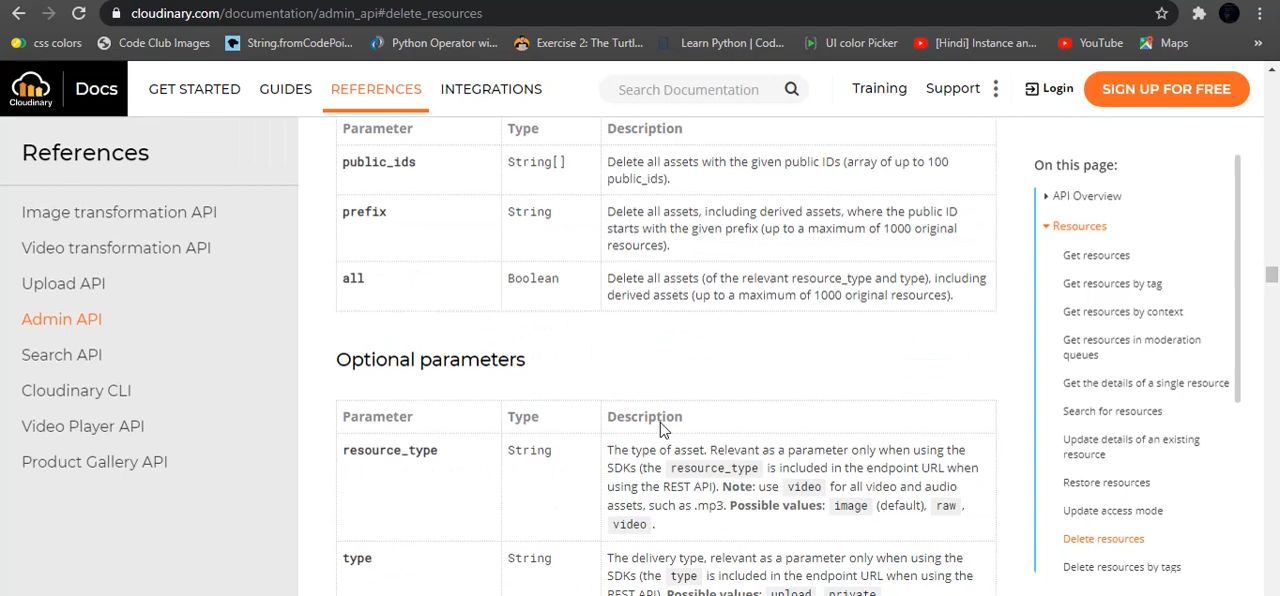 cloudinary.com/documentation/admin_api#delete_resources
css colors Code Club Images String.fromCodePoi... Python Operator wi... Exercise 2: The Turtl... Learn Python | Cod... UI color Picker [Hindi] Instance an... YouTube Maps »
Cloudinary Docs GET STARTED GUIDES REFERENCES INTEGRATIONS Search Documentation Training Support Login SIGN UP FOR FREE
References
Image transformation API
Video transformation API
Upload API
Admin API
Search API
Cloudinary CLI
Video Player API
Product Gallery API
Parameter Type Description
public_ids String[] Delete all assets with the given public IDs (array of up to 100
public_ids).
prefix String Delete all assets, including derived assets, where the public ID
starts with the given prefix (up to a maximum of 1000 original
resources).
all Boolean Delete all assets (of the relevant resource_type and type), including
derived assets (up to a maximum of 1000 original resources).
Optional parameters
Parameter Type Description
resource_type String The type of asset. Relevant as a parameter only when using the
SDKs (the resource_type is included in the endpoint URL when
using the REST API). Note: use video for all video and audio
assets, such as .mp3. Possible values: image (default), raw ,
video .
type String The delivery type, relevant as a parameter only when using the
SDKs (the type is included in the endpoint URL when using the
REST API). Possible values: upload , private ,
On this page:
API Overview
Resources
Get resources
Get resources by tag
Get resources by context
Get resources in moderation
queues
Get the details of a single resource
Search for resources
Update details of an existing
resource
Restore resources
Update access mode
Delete resources
Delete resources by tags